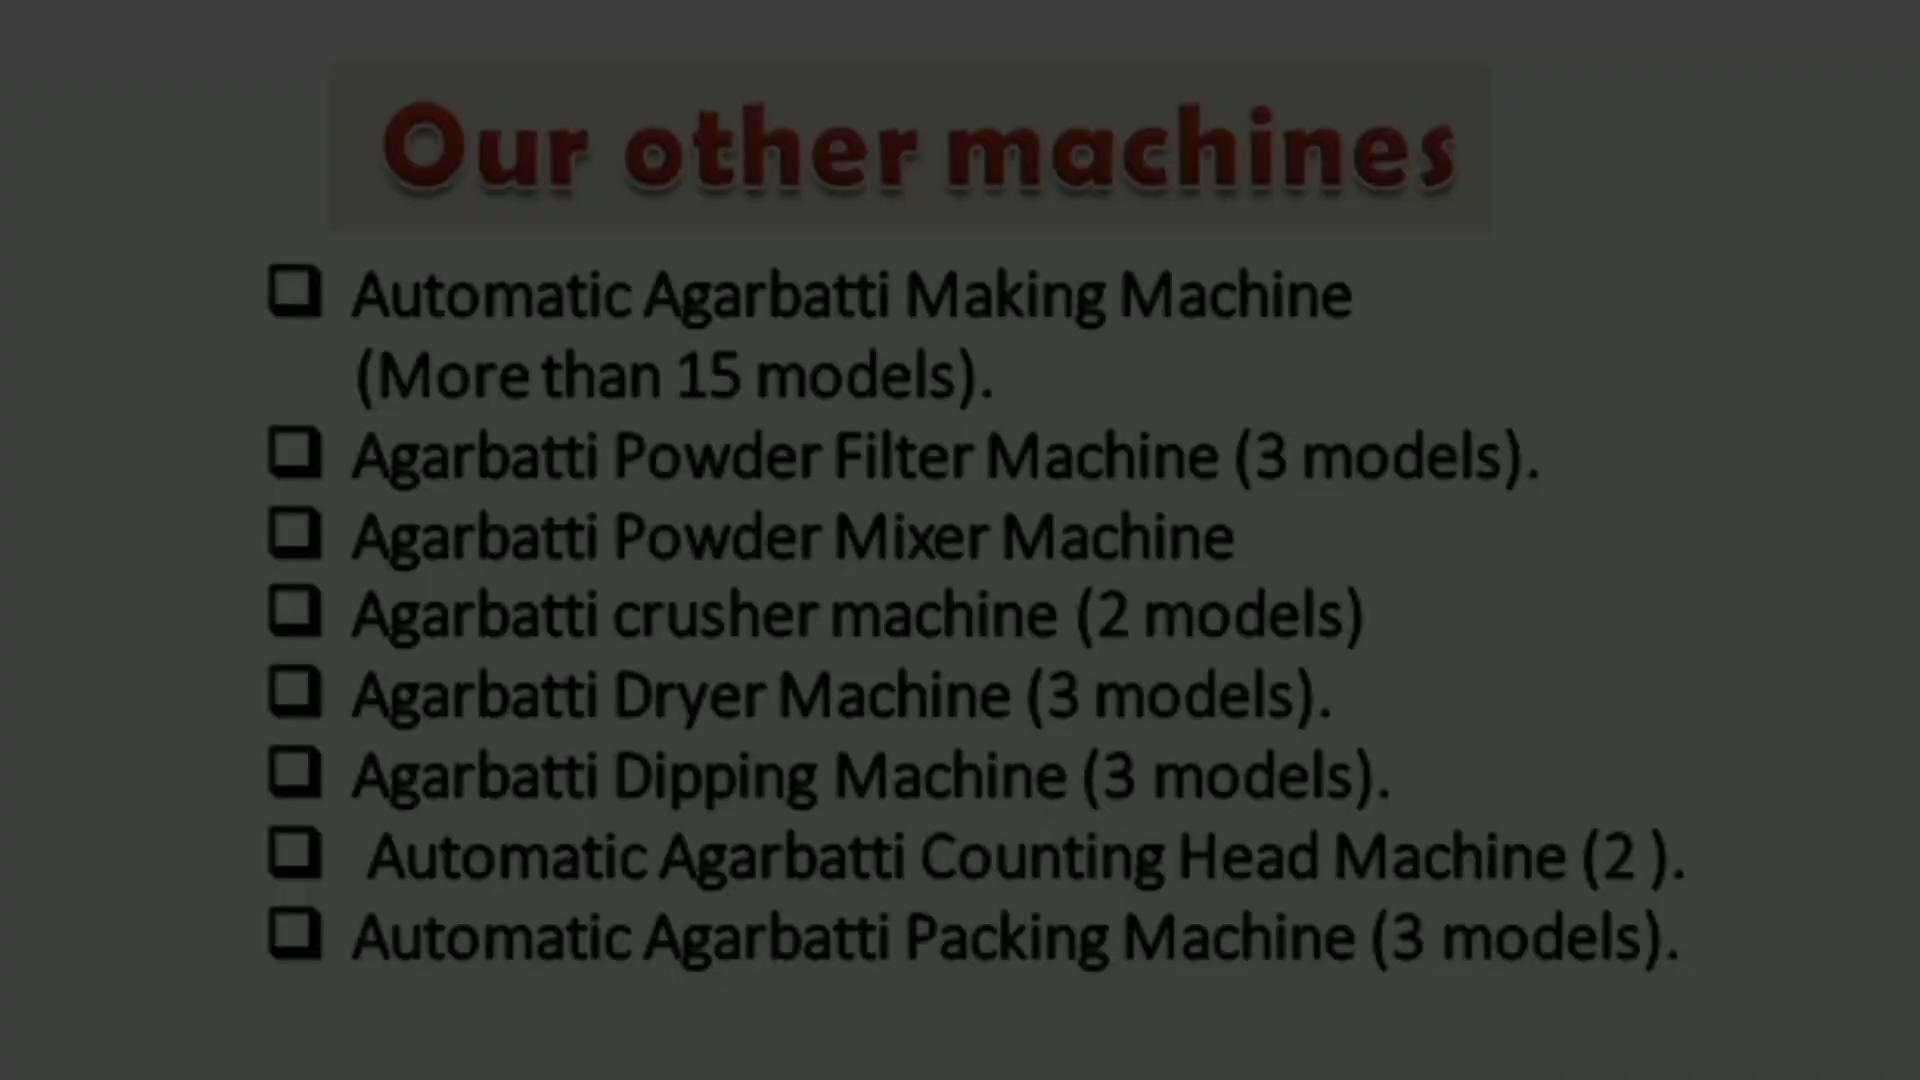 Our other machines
Automatic Agarbatti Making Machine
(More than 15 models).
Agarbatti Powder Filter Machine (3 models).
Agarbatti Powder Mixer Machine
Agarbatti crusher machine (2 models)
Agarbatti Dryer Machine (3 models).
Agarbatti Dipping Machine (3 models).
Automatic Agarbatti Counting Head Machine (2 ).
Automatic Agarbatti Packing Machine (3 models).